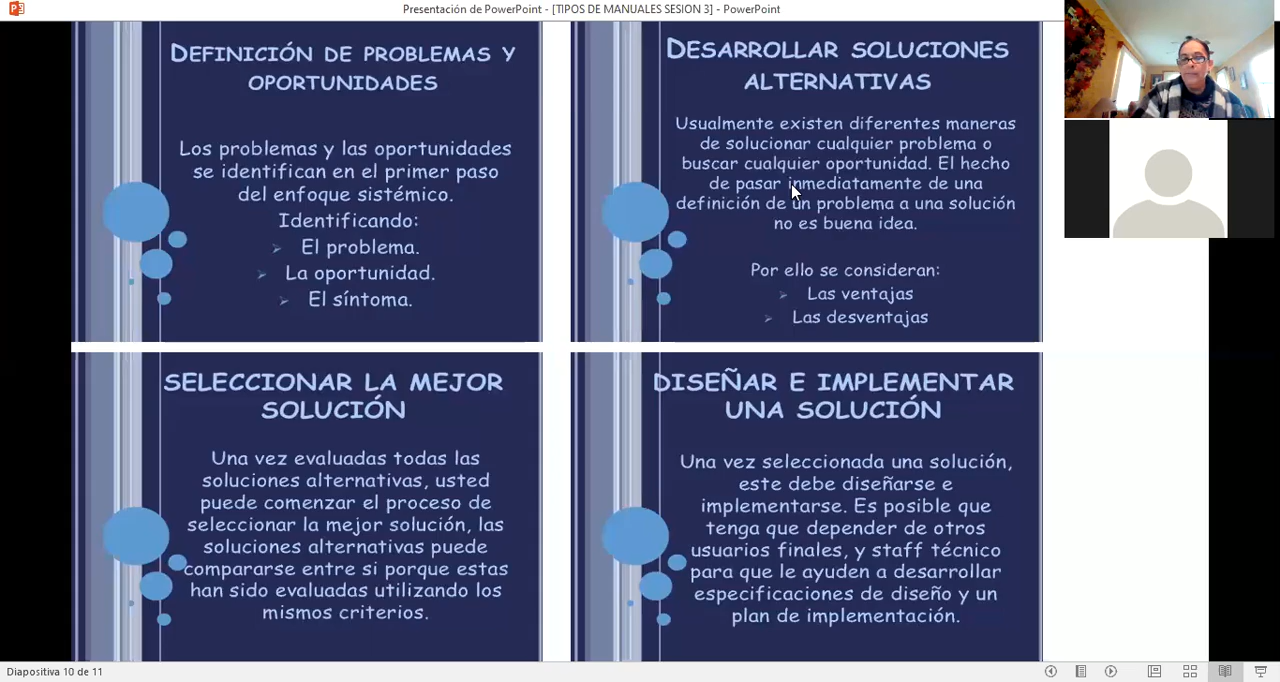 Presentación de PowerPoint - [TIPOS DE MANUALES SESION 3] - PowerPoint
DEFINICIÓN DE PROBLEMAS Y
OPORTUNIDADES
Los problemas y las oportunidades
se identifican en el primer paso
del enfoque sistémico.
Identificando:
El problema.
La oportunidad.
El síntoma.
DESARROLLAR SOLUCIONES
ALTERNATIVAS
Usualmente existen diferentes maneras
de solucionar cualquier problema o
buscar cualquier oportunidad. El hecho
de pasar inmediatamente de una
definición de un problema a una solución
no es buena idea.
Por ello se consideran:
Las ventajas
Las desventajas
SELECCIONAR LA MEJOR
SOLUCIÓN
Una vez evaluadas todas las
soluciones alternativas, usted
puede comenzar el proceso de
seleccionar la mejor solución, las
soluciones alternativas puede
compararse entre si porque estas
han sido evaluadas utilizando los
mismos criterios.
DISEÑAR E IMPLEMENTAR
UNA SOLUCIÓN
Una vez seleccionada una solución,
este debe diseñarse e
implementarse. Es posible que
tenga que depender de otros
usuarios finales, y staff técnico
para que le ayuden a desarrollar
especificaciones de diseño y un
plan de implementación.
Diapositiva 10 de 11